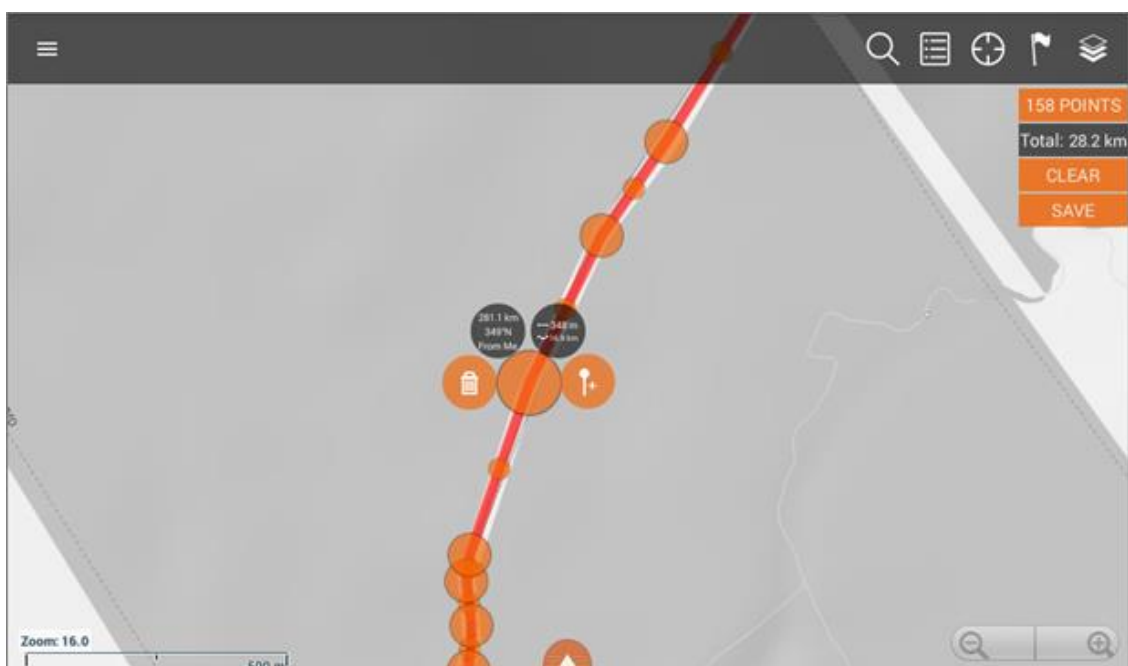 158 POINTS
Total: 28.2 km
CLEAR
SAVE
281.1 km
349°N
From Me
348 m
Zoom: 16.0
500 m